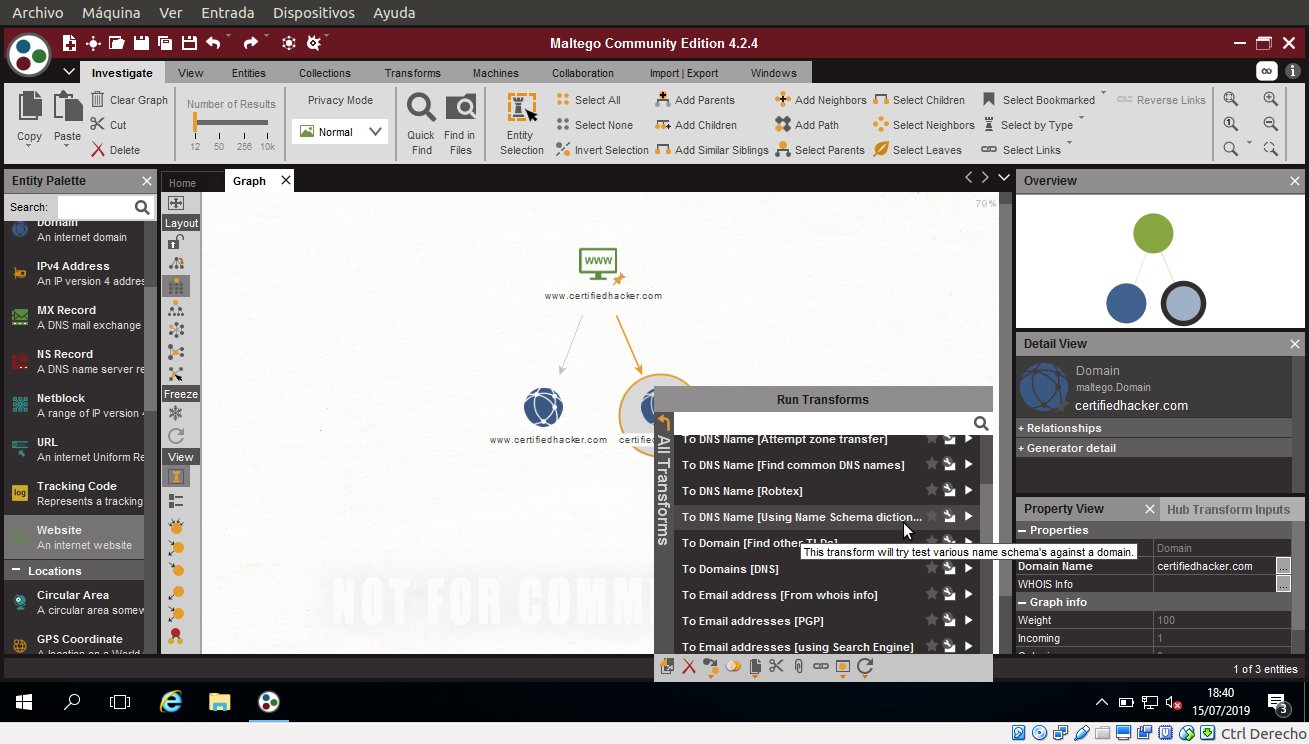 Archivo Máquina Ver Entrada Dispositivos Ayuda
Maltego Community Edition 4.2.4
Investigate View Entities Collections Transforms Machines Collaboration Import | Export Windows
Copy
Paste
Clear Graph
Cut
Delete
Number of Results
12 50 256 10k
Privacy Mode
Normal
Quick Find
Find in Files
Entity Selection
Select All
Select None
Invert Selection
Add Parents
Add Children
Add Similar Siblings
Add Neighbors
Add Path
Select Parents
Select Children
Select Neighbors
Select Leaves
Select Bookmarked
Select by Type
Select Links
Reverse Links
Entity Palette
Search:
Domain
An internet domain
IPv4 Address
An IP version 4 addres
MX Record
A DNS mail exchange
NS Record
A DNS name server re
Netblock
A range of IP version 4
URL
An internet Uniform Re
Tracking Code
Represents a tracking
log
Website
An internet website
Locations
Circular Area
A circular area somew
GPS Coordinate
A location on a World
Home
Graph
Layout
Freeze
View
79%
www
www.certifiedhacker.com
www.certifiedhacker.com
certifie
NOT FOR COMM
Run Transforms
All Transforms
To DNS Name [Attempt zone transfer]
To DNS Name [Find common DNS names]
To DNS Name [Robtex]
To DNS Name [Using Name Schema diction...
To Domain [Find other TLDs]
This transform will try test various name schema's against a domain.
To Domains [DNS]
To Email address [From whois info]
To Email addresses [PGP]
To Email addresses [using Search Engine]
Overview
Detail View
Domain
maltego.Domain
certifiedhacker.com
+ Relationships
+ Generator detail
Property View
Hub Transform Inputs
Properties
Domain
Domain Name certifiedhacker.com ...
WHOIS Info ...
Graph info
Weight 100
Incoming 1
1 of 3 entities
18:40
15/07/2019
3
Ctrl Derecho